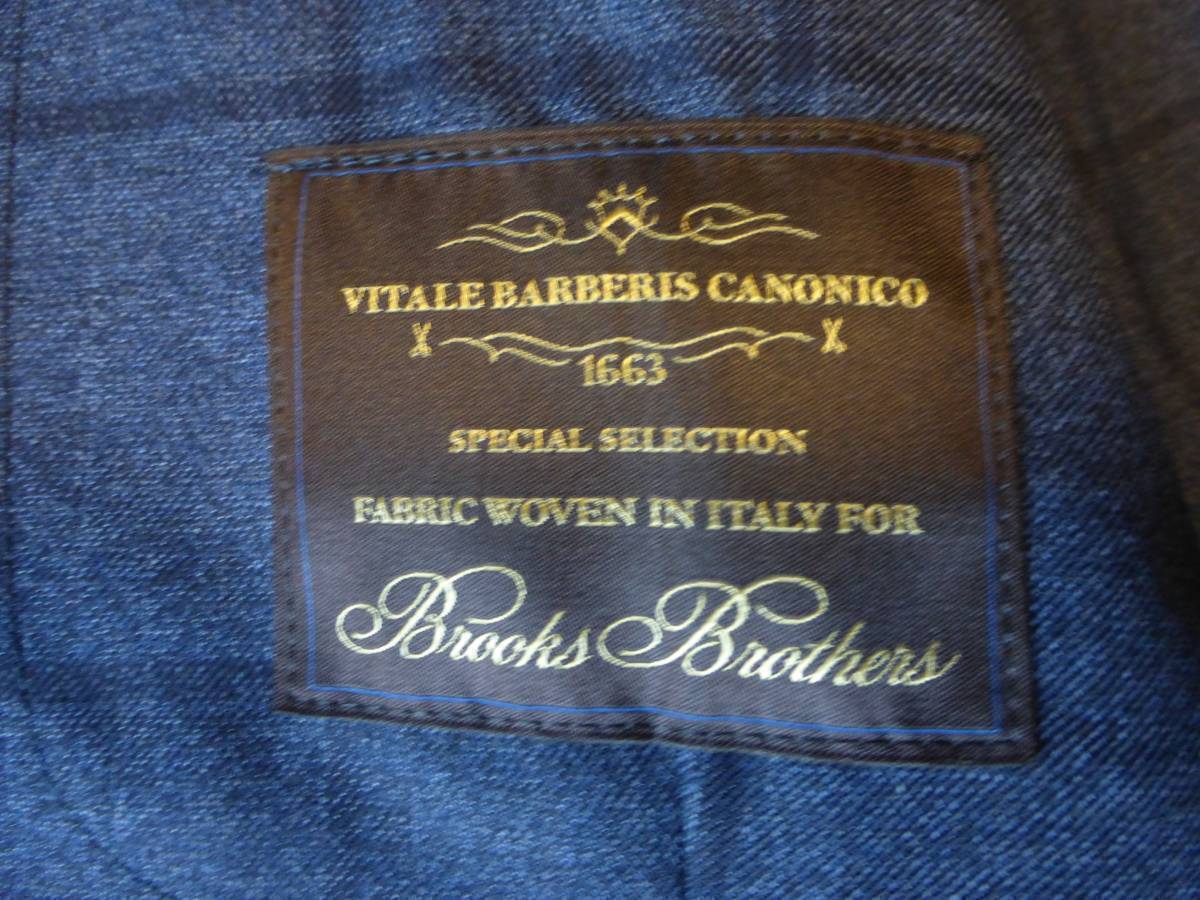 VITALE BARBERIS CANONICO
1663
SPECIAL SELECTION
FABRIC WOVEN IN ITALY FOR
Brooks Brothers